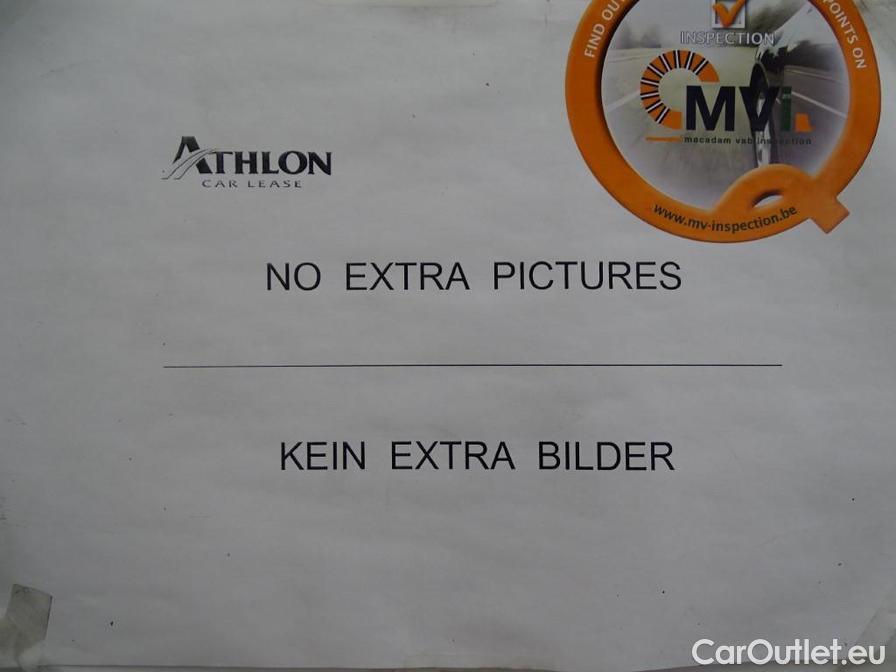 FIND OU
POINTS ON
INSPECTION
MVi.
macadam vab inspection
www.mv-inspection.be
ATHLON
CAR LEASE
NO EXTRA PICTURES
KEIN EXTRA BILDER
CarOutlet.eu